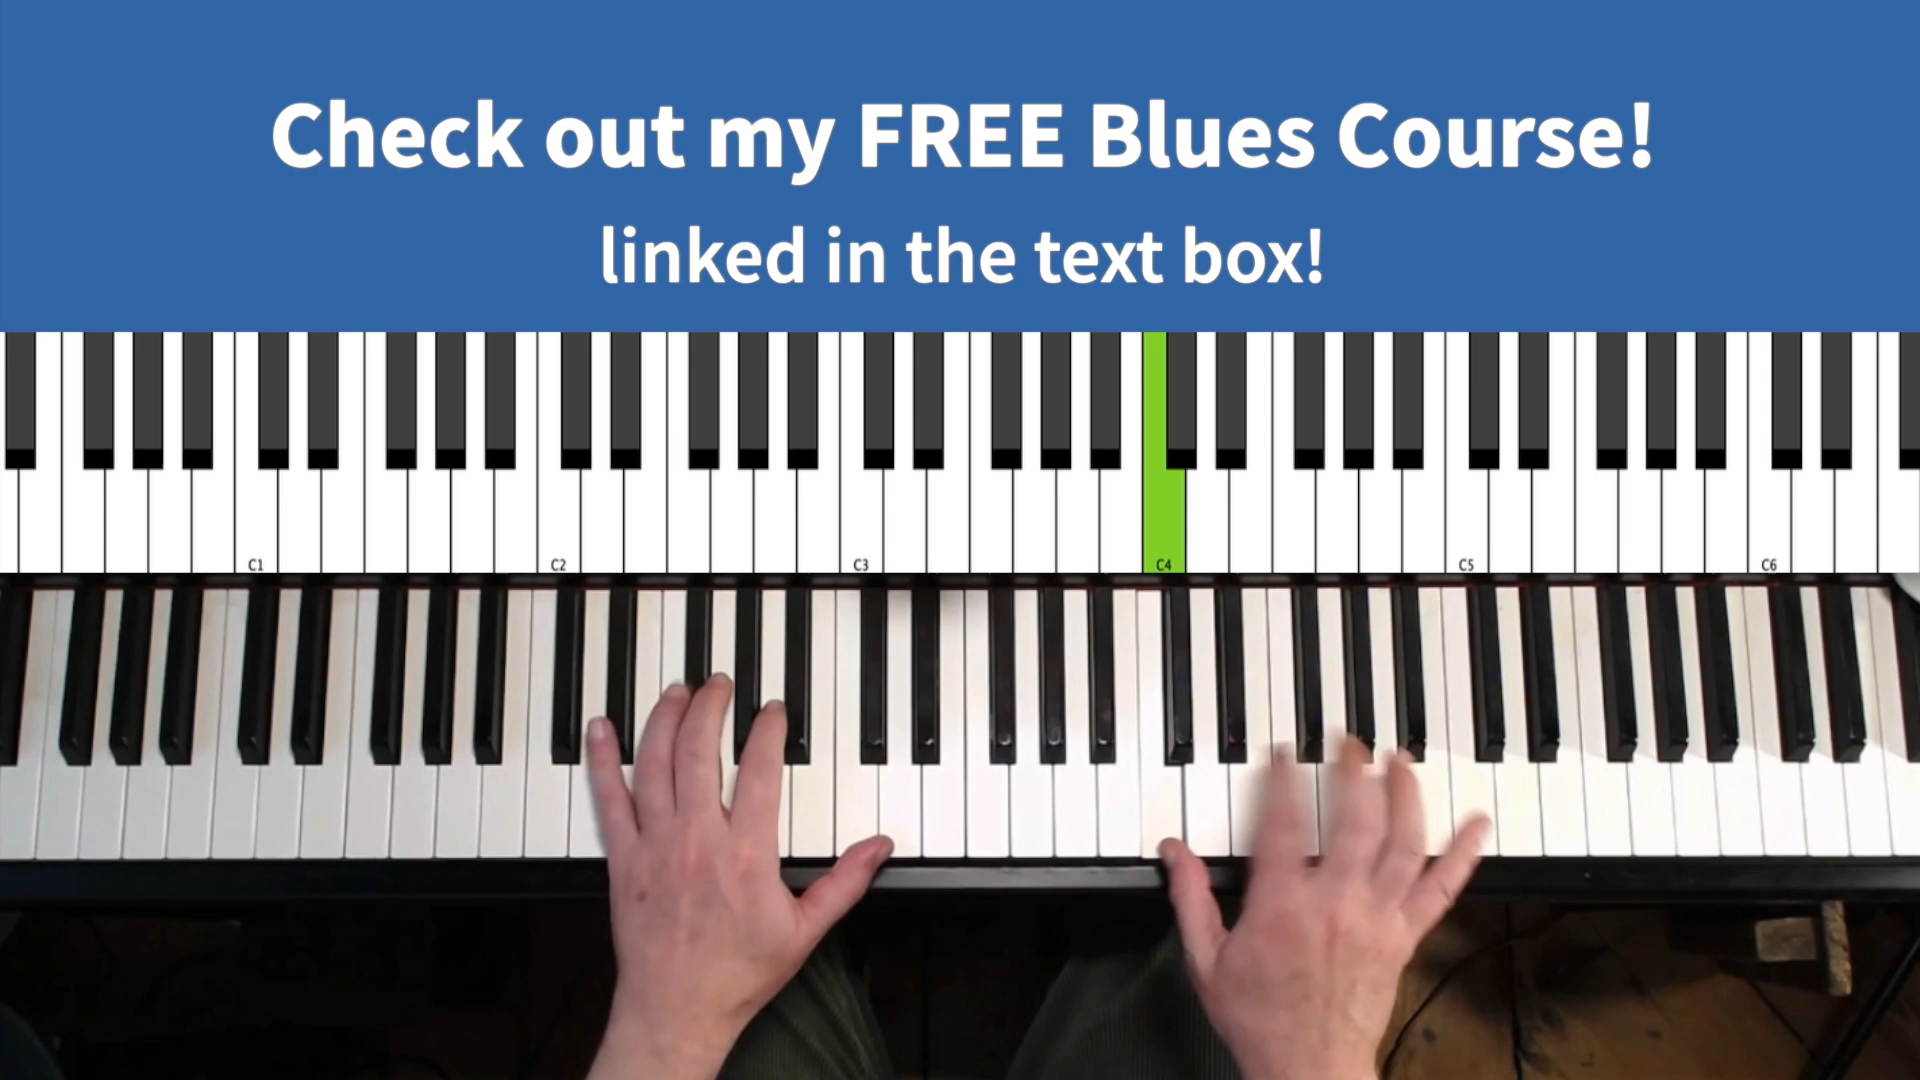 Check out my FREE Blues Course!
linked in the text box!
C1 C2 C3 C4 C5 C6